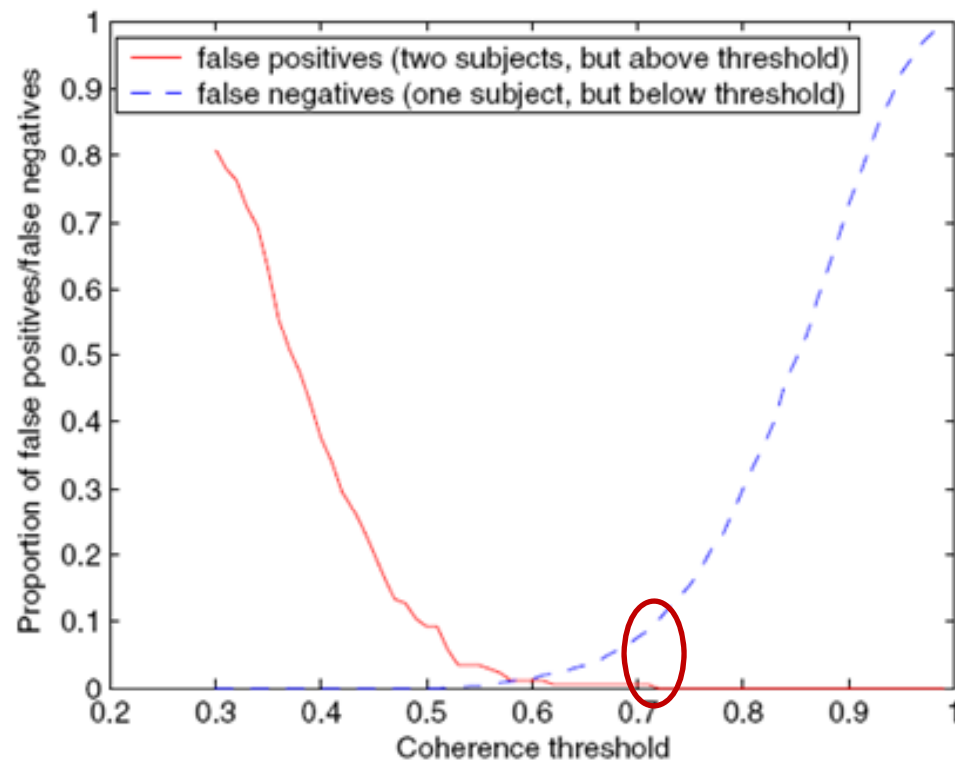 false positives (two subjects, but above threshold)
false negatives (one subject, but below threshold)
Proportion of false positives/false negatives
1
0.9
0.8
0.7
0.6
0.5
0.4
0.3
0.2
0.1
0
0.2 0.3 0.4 0.5 0.6 0.7 0.8 0.9 1
Coherence threshold